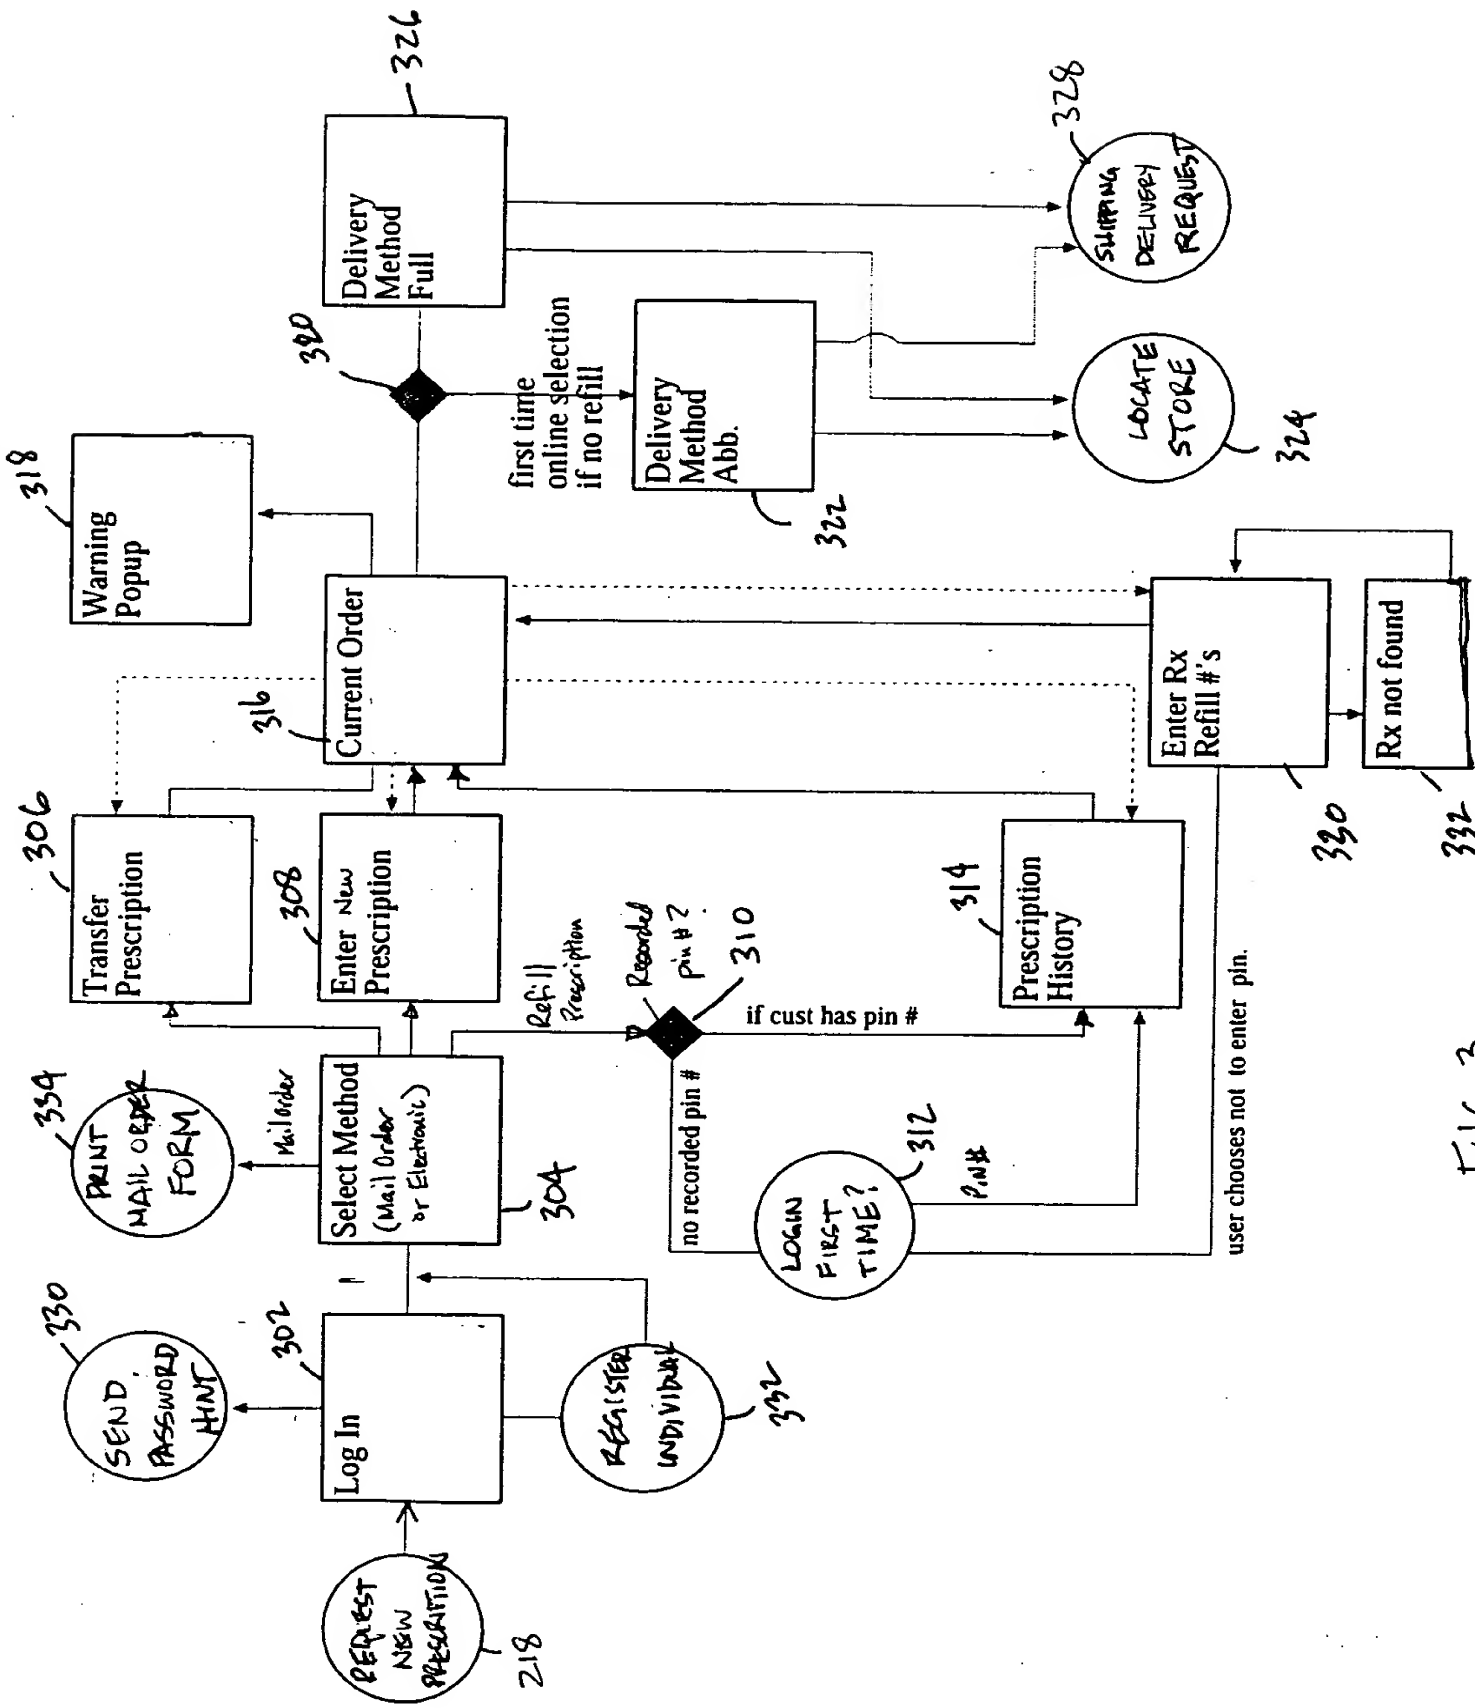 REQUEST
NEW
PRESCRIPTION
218
Log In
302
SEND
PASSWORD
HINT
330
REGISTER
INDIVIDUAL
332
Select Method
(Mail Order
or Electronic)
304
Mail order
PRINT
MAIL ORDER
FORM
334
Transfer
Prescription
306
Enter New
Prescription
308
Refill
Prescription
Recorded
pin #?
310
no recorded pin #
if cust has pin #
LOGIN
FIRST
TIME?
312
Pin#
user chooses not to enter pin.
Prescription
History
314
Current Order
316
Warning
Popup
318
320
first time
online selection
if no refill
Delivery
Method
Abb.
322
Delivery
Method
Full
326
LOCATE
STORE
324
SHIPPING
DELIVERY
REQUEST
328
Enter Rx
Refill #'s
330
Rx not found
332